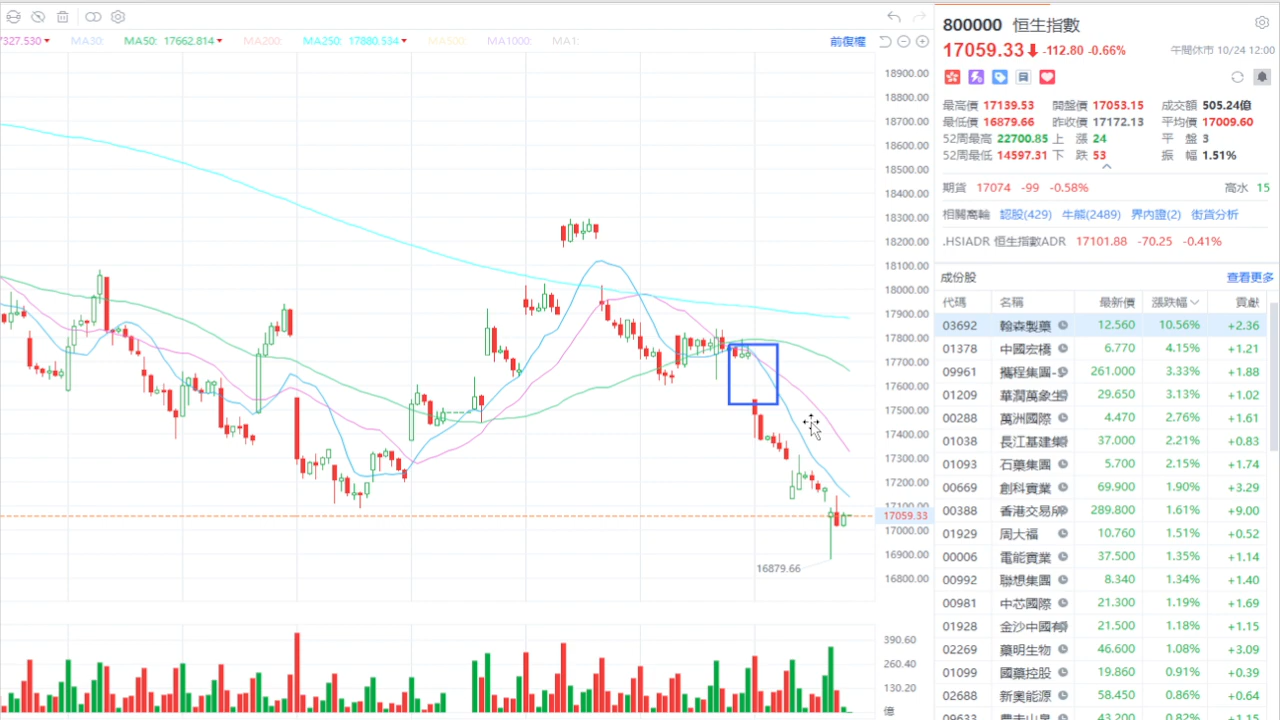 7327.530 MA30: MA50: 17662.814 MA200: MA250: 17880.534 MA500: MA1000: MA1: 前復權
18900.00
18800.00
18700.00
18600.00
18500.00
18400.00
18300.00
18200.00
18100.00
18000.00
17900.00
17800.00
17700.00
17600.00
17500.00
17400.00
17300.00
17200.00
17100.00
17059.33
17000.00
16900.00
16800.00
16879.66
390.60
260.40
130.20
億
800000 恒生指數
17059.33 -112.80 -0.66% 午間休市 10/24 12:00
最高價 17139.53 開盤價 17053.15 成交額 505.24億
最低價 16879.66 昨收價 17172.13 平均價 17009.60
52周最高 22700.85 上 漲 24 平 盤 3
52周最低 14597.31 下 跌 53 振 幅 1.51%
期貨 17074 -99 -0.58% 高水 15
相關窩輪 認股(429) 牛熊(2489) 界內證(2) 街貨分析
.HSIADR 恒生指數ADR 17101.88 -70.25 -0.41%
成份股 查看更多
代碼 名稱 最新價 漲跌幅 貢獻
03692 翰森製藥 12.560 10.56% +2.36
01378 中國宏橋 6.770 4.15% +1.21
09961 攜程集團- 261.000 3.33% +1.88
01209 華潤萬象生 29.650 3.13% +1.02
00288 萬洲國際 4.470 2.76% +1.61
01038 長江基建集 37.000 2.21% +0.83
01093 石藥集團 5.700 2.15% +1.74
00669 創科實業 69.900 1.90% +3.29
00388 香港交易所 289.800 1.61% +9.00
01929 周大福 10.760 1.51% +0.52
00006 電能實業 37.500 1.35% +1.14
00992 聯想集團 8.340 1.34% +1.40
00981 中芯國際 21.300 1.19% +1.69
01928 金沙中國有 21.500 1.18% +1.15
02269 藥明生物 46.600 1.08% +3.09
01099 國藥控股 19.860 0.91% +0.39
02688 新奧能源 58.450 0.86% +0.64
09633 農夫山泉 43.200 0.82% +1.15